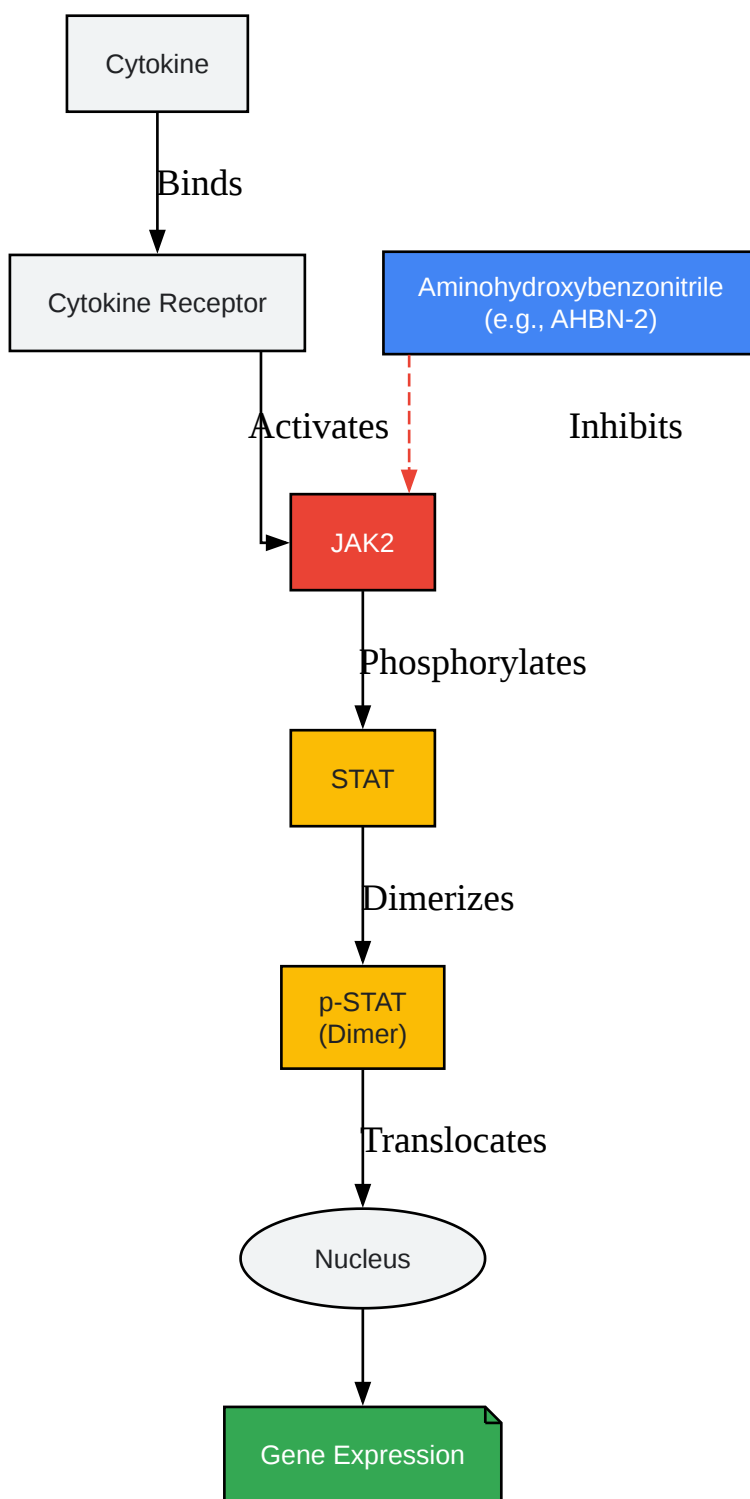 Cytokine
Binds
Cytokine Receptor
Aminohydroxybenzonitrile
(e.g., AHBN-2)
Activates
Inhibits
JAK2
Phosphorylates
STAT
Dimerizes
p-STAT
(Dimer)
Translocates
Nucleus
Gene Expression